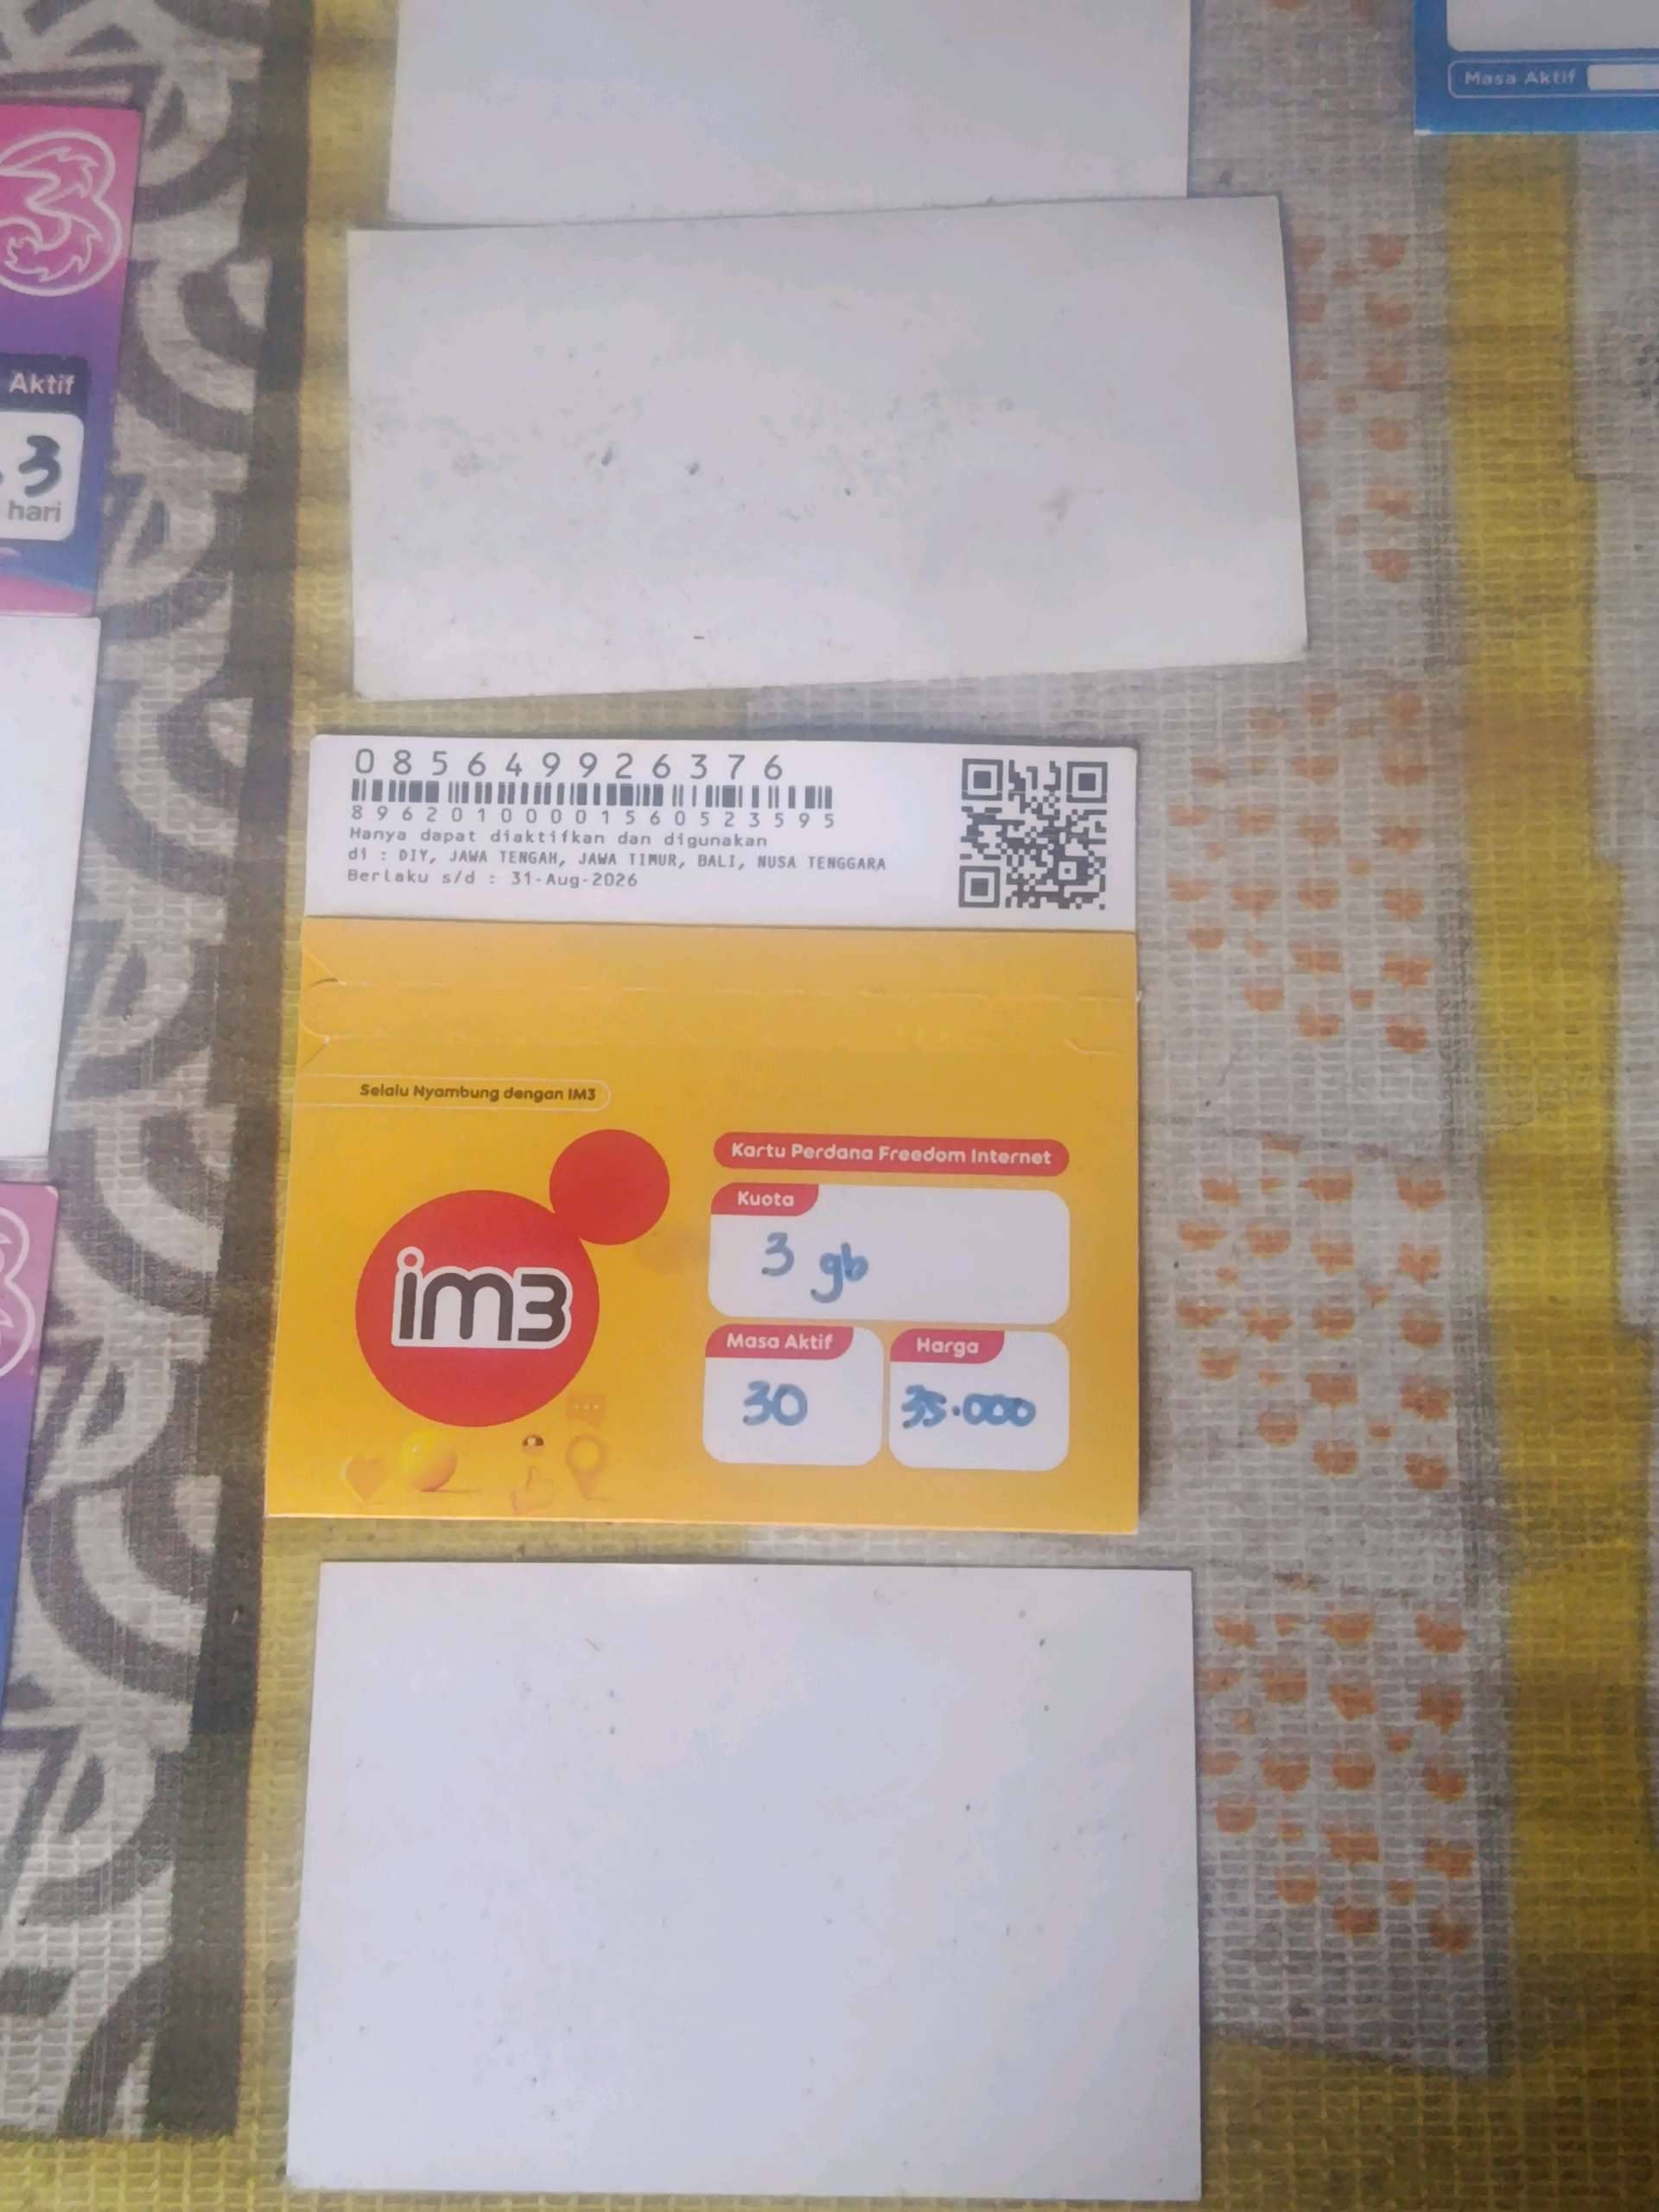 Masa Aktif
3
Aktif
3
hari
085649926376
89620100001560523595
Hanya dapat diaktifkan dan digunakan
di : DIY, JAWA TENGAH, JAWA TIMUR, BALI, NUSA TENGGARA
Berlaku s/d : 31-Aug-2026
Selalu Nyambung dengan IM3
im3
Kartu Perdana Freedom Internet
Kuota
3 gb
Masa Aktif
30
Harga
35.000